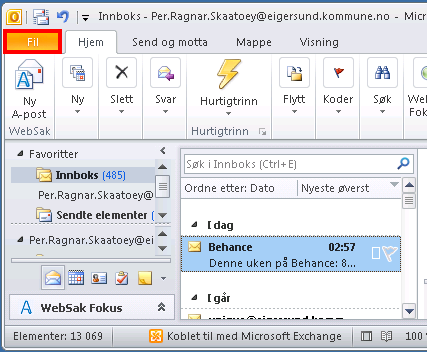 Innboks - Per.Ragnar.Skaatoey@eigersund.kommune.no - Micro
Fil Hjem Send og motta Mappe Visning
Ny A-post
Ny
Slett
Svar
Hurtigtrinn
Flytt
Koder
Søk
Web
Fok
WebSak
Hurtigtrinn
Favoritter
Innboks (485)
Per.Ragnar.Skaatoey@
Sendte elementer
Per.Ragnar.Skaatoey@ei
WebSak Fokus
Søk i Innboks (Ctrl+E)
Ordne etter: Dato Nyeste øverst
I dag
Behance 02:57
Denne uken på Behance: 8...
I går
Elementer: 13 069 Koblet til med Microsoft Exchange 100